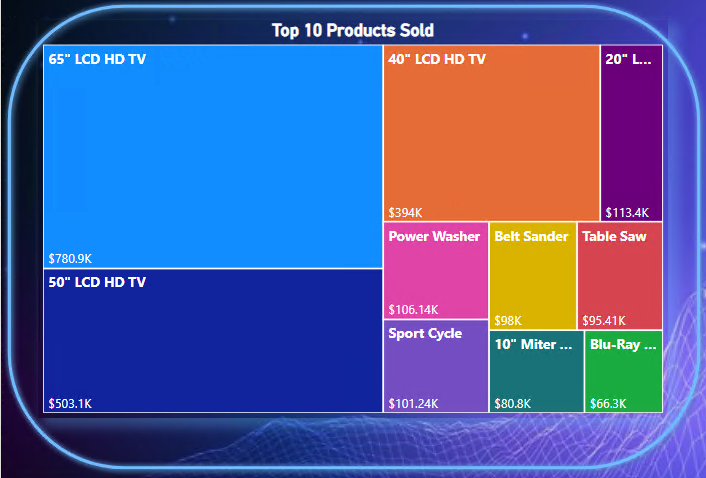 Top 10 Products Sold
65" LCD HD TV
$780.9K
50" LCD HD TV
$503.1K
40" LCD HD TV
$394K
20" L...
$113.4K
Power Washer
$106.14K
Sport Cycle
$101.24K
Belt Sander
$98K
Table Saw
$95.41K
10" Miter ...
$80.8K
Blu-Ray ...
$66.3K